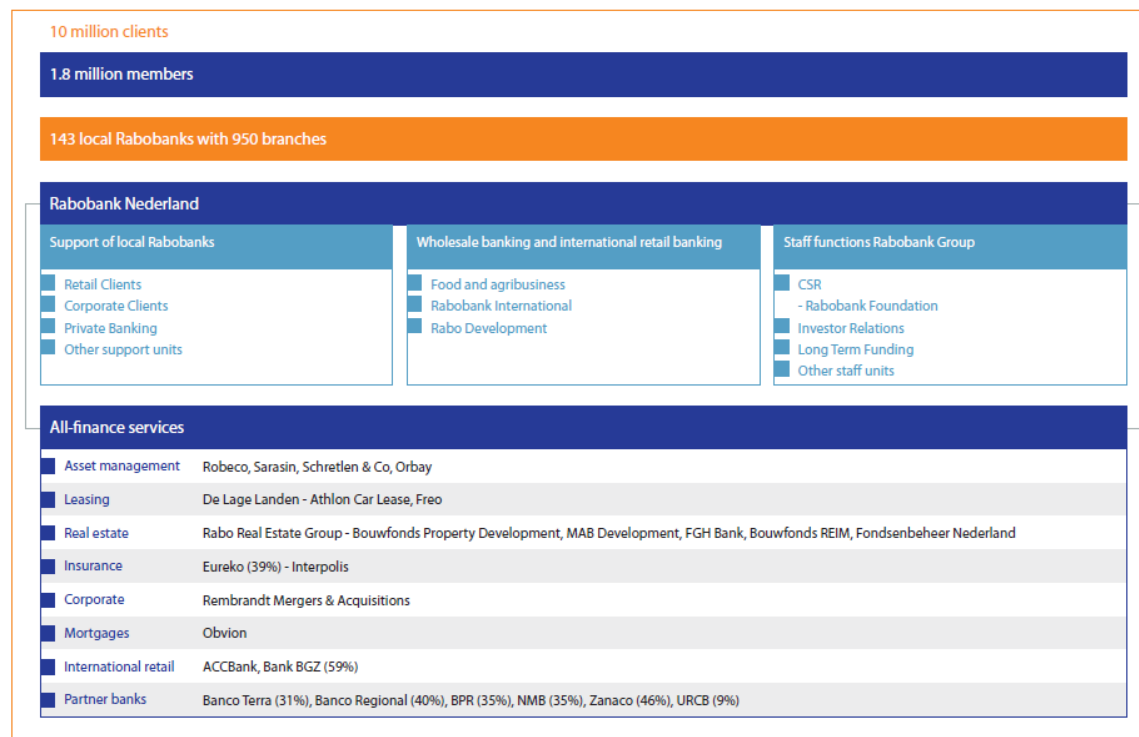 10 million clients
1.8 million members
143 local Rabobanks with 950 branches
Rabobank Nederland
Support of local Rabobanks
Retail Clients
Corporate Clients
Private Banking
Other support units
Wholesale banking and international retail banking
Food and agribusiness
Rabobank International
Rabo Development
Staff functions Rabobank Group
CSR
- Rabobank Foundation
Investor Relations
Long Term Funding
Other staff units
All-finance services
Asset management Robeco, Sarasin, Schretlen & Co, Orbay
Leasing De Lage Landen - Athlon Car Lease, Freo
Real estate Rabo Real Estate Group - Bouwfonds Property Development, MAB Development, FGH Bank, Bouwfonds REIM, Fondsenbeheer Nederland
Insurance Eureko (39%) - Interpolis
Corporate Rembrandt Mergers & Acquisitions
Mortgages Obvion
International retail ACCBank, Bank BGZ (59%)
Partner banks Banco Terra (31%), Banco Regional (40%), BPR (35%), NMB (35%), Zanaco (46%), URCB (9%)